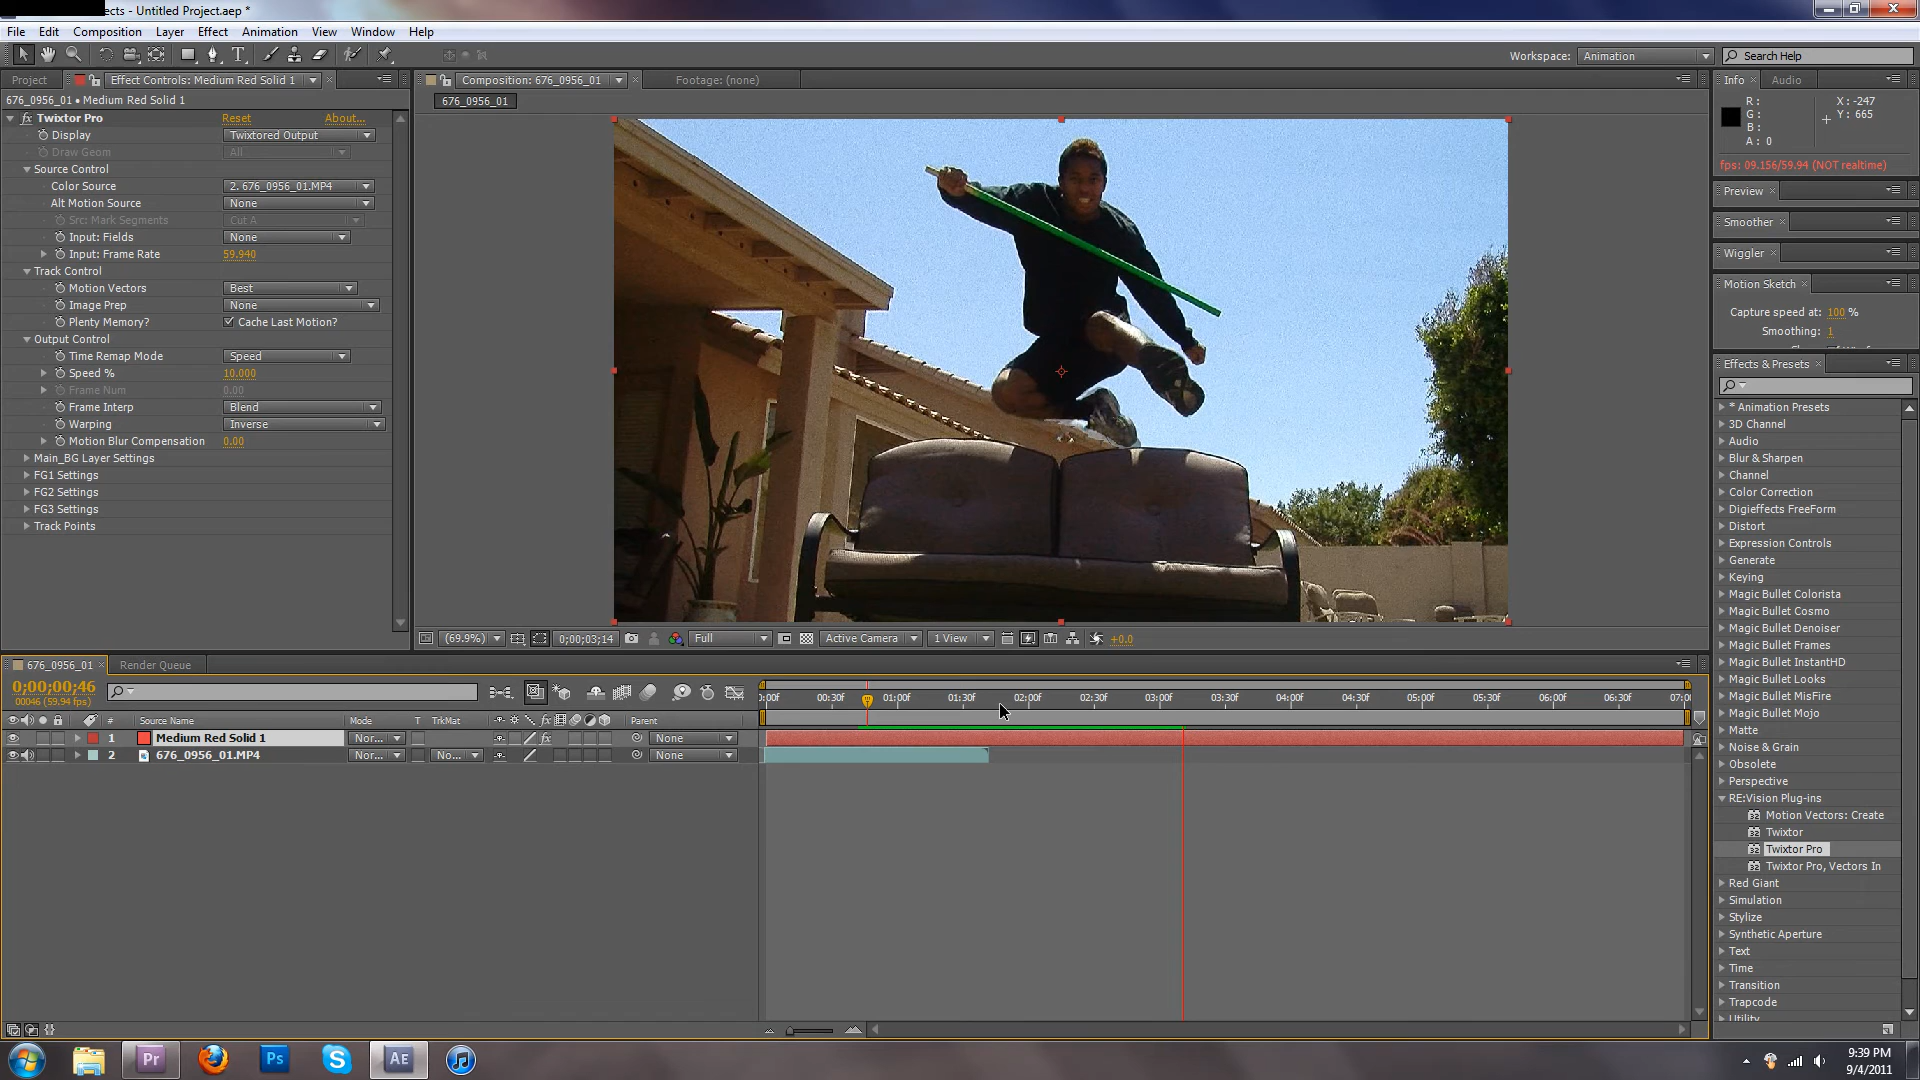 ects - Untitled Project.aep *
File Edit Composition Layer Effect Animation View Window Help
Workspace: Animation Search Help
Project Effect Controls: Medium Red Solid 1 Composition: 676_0956_01 Footage: (none) Info Audio
676_0956_01 • Medium Red Solid 1
676_0956_01
Twixtor Pro Reset About...
Display Twixtored Output
Draw Geom All
Source Control
Color Source 2. 676_0956_01.MP4
Alt Motion Source None
Src: Mark Segments Cut A
Input: Fields None
Input: Frame Rate 59.940
Track Control
Motion Vectors Best
Image Prep None
Plenty Memory? Cache Last Motion?
Output Control
Time Remap Mode Speed
Speed % 10.000
Frame Num 0.00
Frame Interp Blend
Warping Inverse
Motion Blur Compensation 0.00
Main_BG Layer Settings
FG1 Settings
FG2 Settings
FG3 Settings
Track Points
(69.9%) 0;00;03;14 Full Active Camera 1 View +0.0
R :
G :
B :
A : 0
X : -247
Y : 665
fps: 09.156/59.94 (NOT realtime)
Preview
Smoother
Wiggler
Motion Sketch
Capture speed at: 100 %
Smoothing: 1
Effects & Presets
* Animation Presets
3D Channel
Audio
Blur & Sharpen
Channel
Color Correction
Digieffects FreeForm
Distort
Expression Controls
Generate
Keying
Magic Bullet Colorista
Magic Bullet Cosmo
Magic Bullet Denoiser
Magic Bullet Frames
Magic Bullet InstantHD
Magic Bullet Looks
Magic Bullet MisFire
Magic Bullet Mojo
Matte
Noise & Grain
Obsolete
Perspective
RE:Vision Plug-ins
32 Motion Vectors: Create
32 Twixtor
32 Twixtor Pro
32 Twixtor Pro, Vectors In
Red Giant
Simulation
Stylize
Synthetic Aperture
Text
Time
Transition
Trapcode
Utility
676_0956_01 Render Queue
0;00;00;46
00046 (59.94 fps)
:00f 00:30f 01:00f 01:30f 02:00f 02:30f 03:00f 03:30f 04:00f 04:30f 05:00f 05:30f 06:00f 06:30f 07:0
# Source Name Mode T TrkMat fx Parent
1 Medium Red Solid 1 Nor... fx None
2 676_0956_01.MP4 Nor... No... None
Pr Ps AE
9:39 PM
9/4/2011